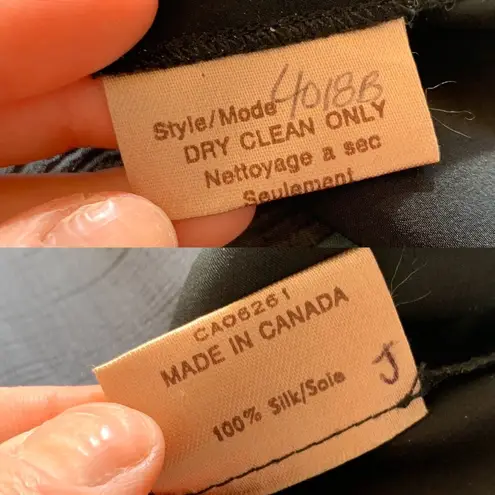 Style/Mode 4018B
DRY CLEAN ONLY
Nettoyage a sec
Seulement
CA06261
MADE IN CANADA
100% Silk/Soie J